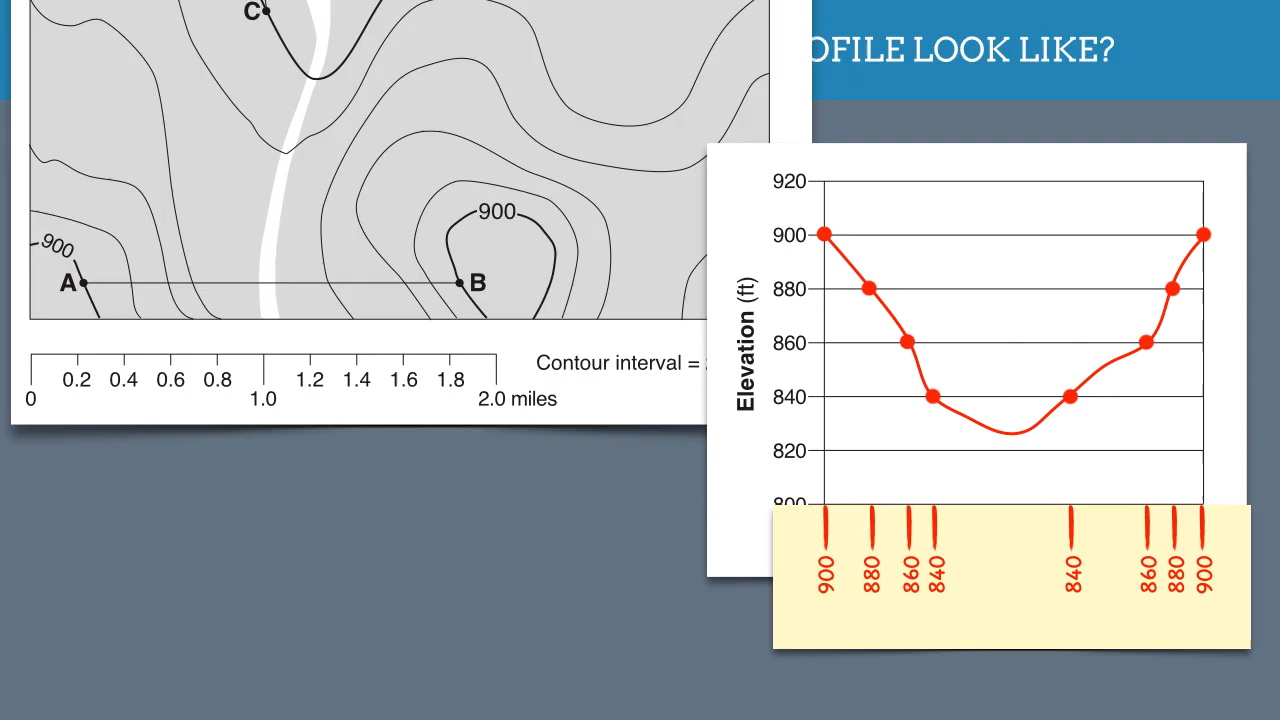 OFILE LOOK LIKE?
C
900
900
A
B
0.2 0.4 0.6 0.8 1.2 1.4 1.6 1.8
0 1.0 2.0 miles
Contour interval =
Elevation (ft)
920
900
880
860
840
820
800
900 880 860 840 840 860 880 900